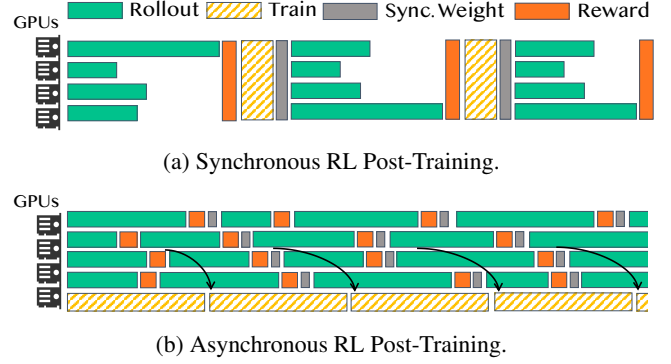 Rollout Train Sync. Weight Reward
GPUs
(a) Synchronous RL Post-Training.
GPUs
(b) Asynchronous RL Post-Training.